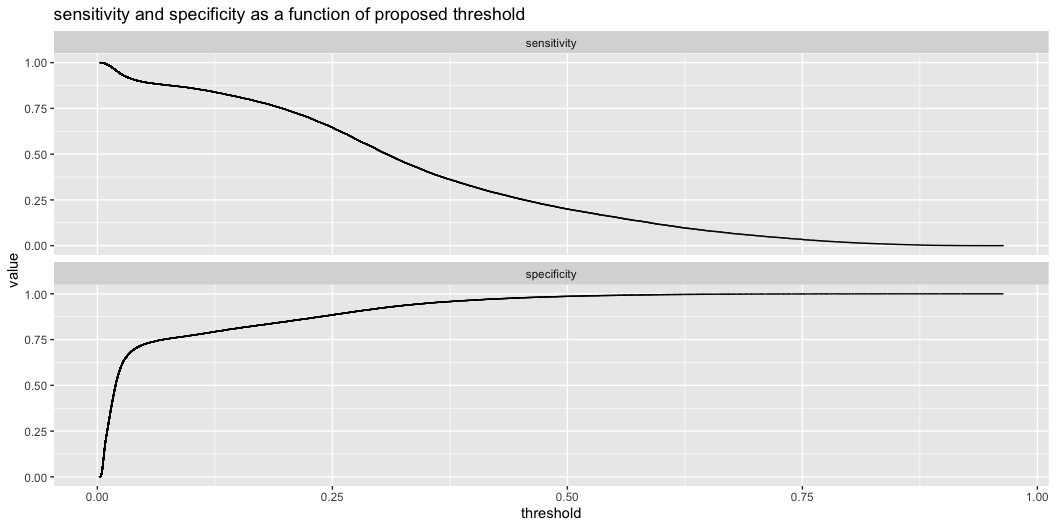 sensitivity and specificity as a function of proposed threshold
sensitivity
1.00
0.75
0.50
0.25
0.00
value
specificity
1.00
0.75
0.50
0.25
0.00
0.00 0.25 0.50 0.75 1.00
threshold